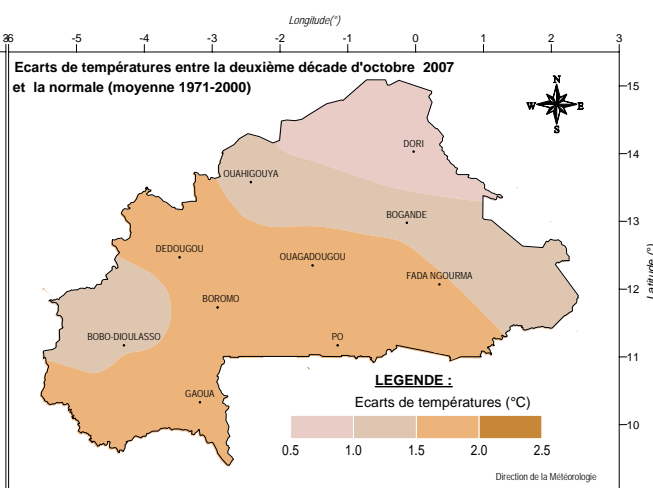 Longitude(°)
-5 -4 -3 -2 -1 0 1 2 3
Ecarts de températures entre la deuxième décade d'octobre 2007
et la normale (moyenne 1971-2000)
N
W E
S
15
14
13
12
11
10
Latitude (°)
DORI
OUAHIGOUYA
BOGANDE
DEDOUGOU
OUAGADOUGOU
FADA NGOURMA
BOROMO
BOBO-DIOULASSO
PO
GAOUA
LEGENDE :
Ecarts de températures (°C)
0.5 1.0 1.5 2.0 2.5
Direction de la Météorologie